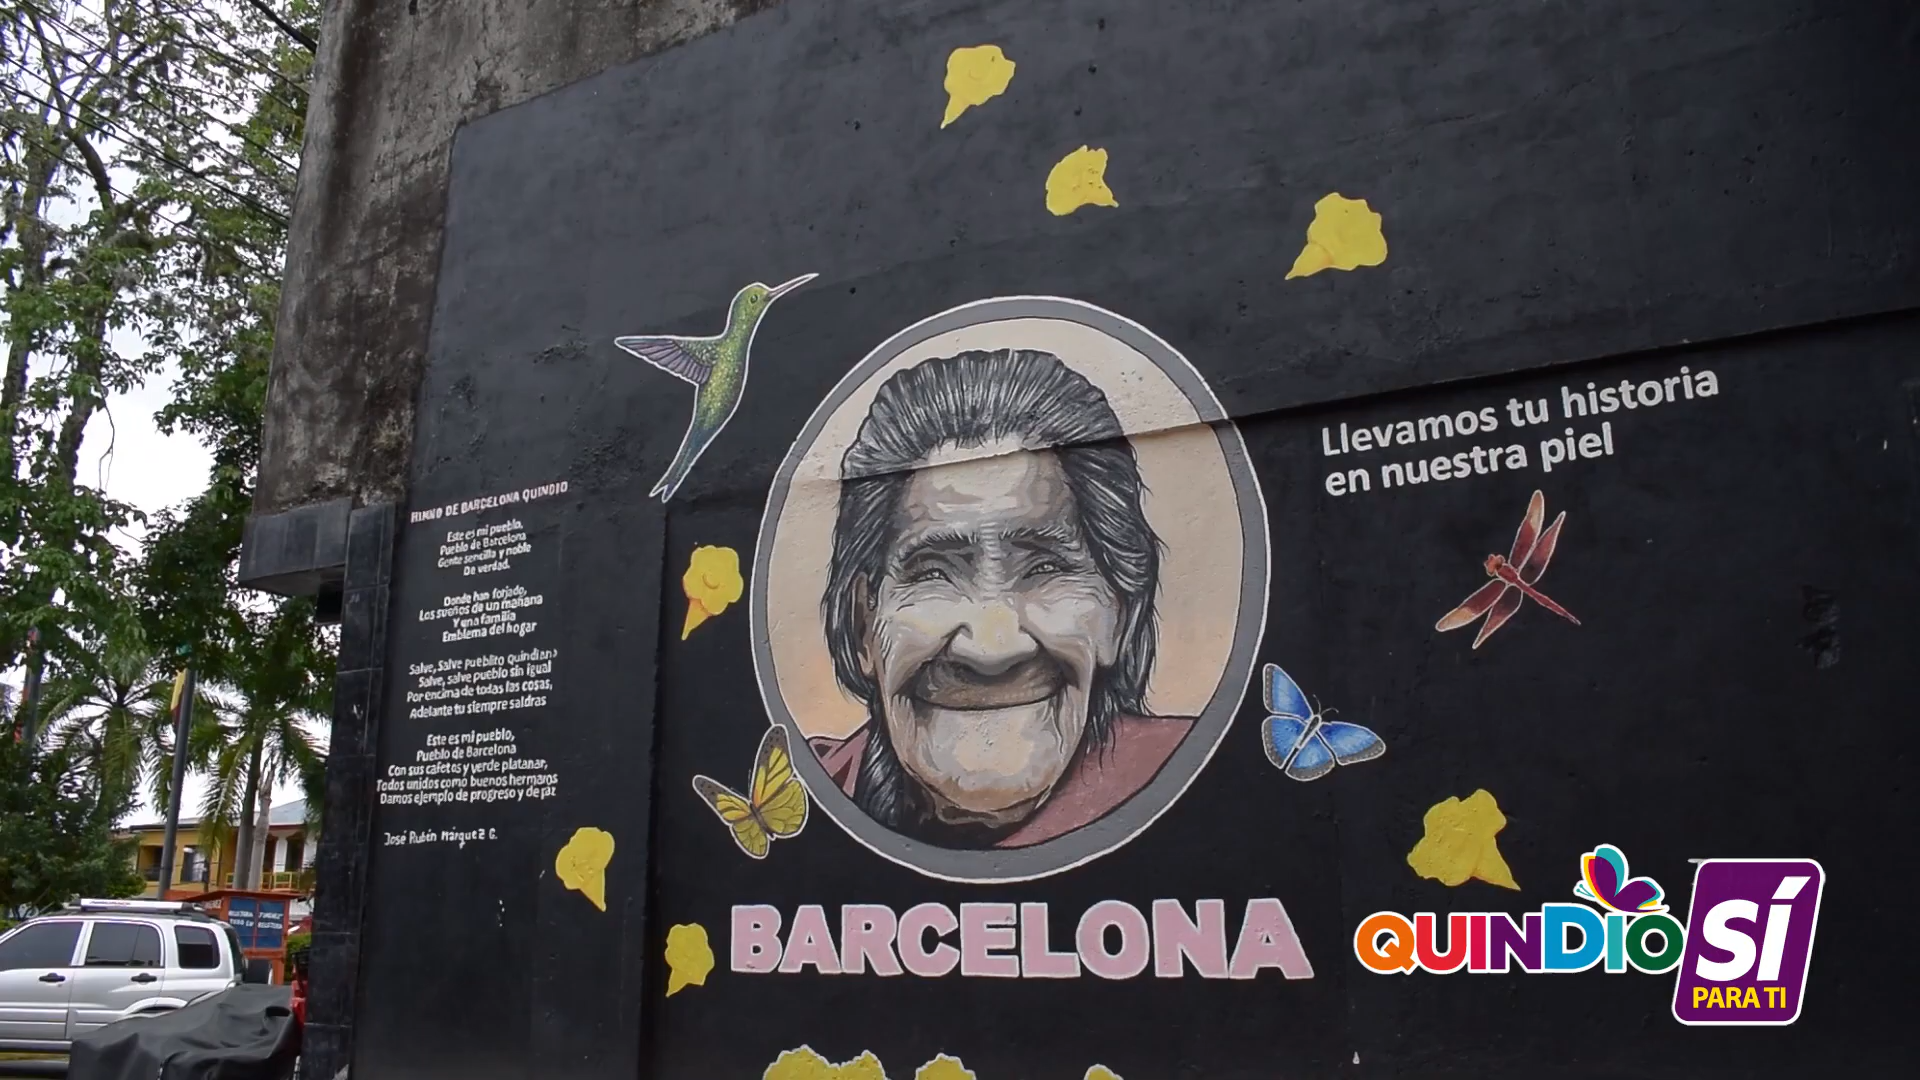 HIMNO DE BARCELONA QUINDIO
Este es mi pueblo,
Pueblo de Barcelona
Gente sencilla y noble
De verdad.
Donde han forjado,
Los sueños de un mañana
Y una familia
Emblema del hogar
Salve, Salve pueblito Quindiano
Salve, salve pueblo sin igual
Por encima de todas las cosas,
Adelante tu siempre saldras
Este es mi pueblo,
Pueblo de Barcelona
Con sus cafetos y verde platanar,
Todos unidos como buenos hermanos
Damos ejemplo de progreso y de paz
José Rubén Márquez G.
Llevamos tu historia
en nuestra piel
BARCELONA
QUINDIO SÍ
PARA TI